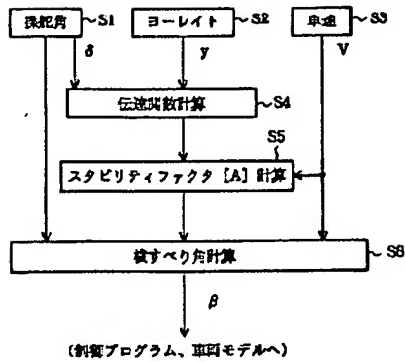 操舵角 S1
ヨーレイト S2
車速 S3
δ
γ
V
伝達関数計算 S4
S5
スタビリティファクタ [A] 計算
横すべり角計算 S6
β
(制御プログラム、車両モデルへ)